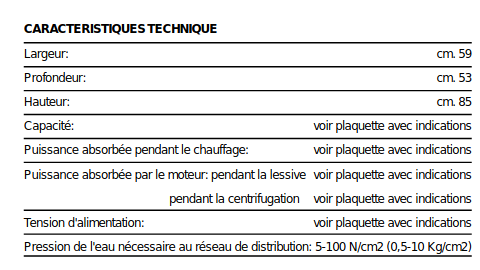 CARACTERISTIQUES TECHNIQUE
Largeur: cm. 59
Profondeur: cm. 53
Hauteur: cm. 85
Capacité: voir plaquette avec indications
Puissance absorbée pendant le chauffage: voir plaquette avec indications
Puissance absorbée par le moteur: pendant la lessive voir plaquette avec indications
pendant la centrifugation voir plaquette avec indications
Tension d'alimentation: voir plaquette avec indications
Pression de l'eau nécessaire au réseau de distribution: 5-100 N/cm2 (0,5-10 Kg/cm2)